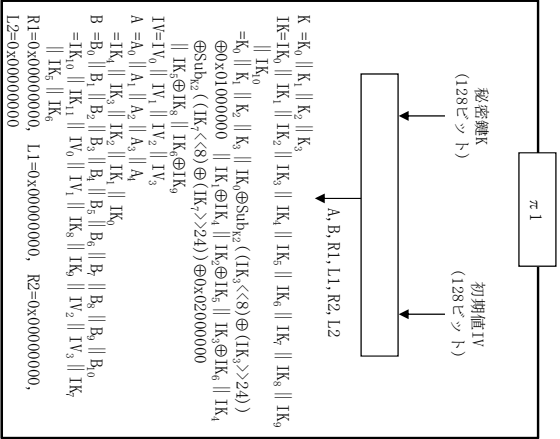 π1
秘密鍵K
(128ビット)
初期値IV
(128ビット)
A, B, R1, L1, R2, L2
K =K₀ ‖ K₁ ‖ K₂ ‖ K₃
IK=IK₀ ‖ IK₁ ‖ IK₂ ‖ IK₃ ‖ IK₄ ‖ IK₅ ‖ IK₆ ‖ IK₇ ‖ IK₈ ‖ IK₉
‖ IK₁₀
=K₀ ‖ K₁ ‖ K₂ ‖ K₃ ‖ IK₀⊕Sub_K2((IK₃<<8)⊕(IK₃>>24))
⊕0x01000000 ‖ IK₁⊕IK₄ ‖ IK₂⊕IK₅ ‖ IK₃⊕IK₆ ‖ IK₄
⊕Sub_K2((IK₇<<8)⊕(IK₇>>24))⊕0x02000000
‖ IK₅⊕IK₈ ‖ IK₆⊕IK₉
IV=IV₀ ‖ IV₁ ‖ IV₂ ‖ IV₃
A =A₀ ‖ A₁ ‖ A₂ ‖ A₃ ‖ A₄
=IK₄ ‖ IK₃ ‖ IK₂ ‖ IK₁ ‖ IK₀
B =B₀ ‖ B₁ ‖ B₂ ‖ B₃ ‖ B₄ ‖ B₅ ‖ B₆ ‖ B₇ ‖ B₈ ‖ B₉ ‖ B₁₀
=IK₁₀ ‖ IK₁₁ ‖ IV₀ ‖ IV₁ ‖ IK₈ ‖ IK₉ ‖ IV₂ ‖ IV₃ ‖ IK₇
‖ IK₅ ‖ IK₆
R1=0x00000000, L1=0x00000000, R2=0x00000000,
L2=0x00000000